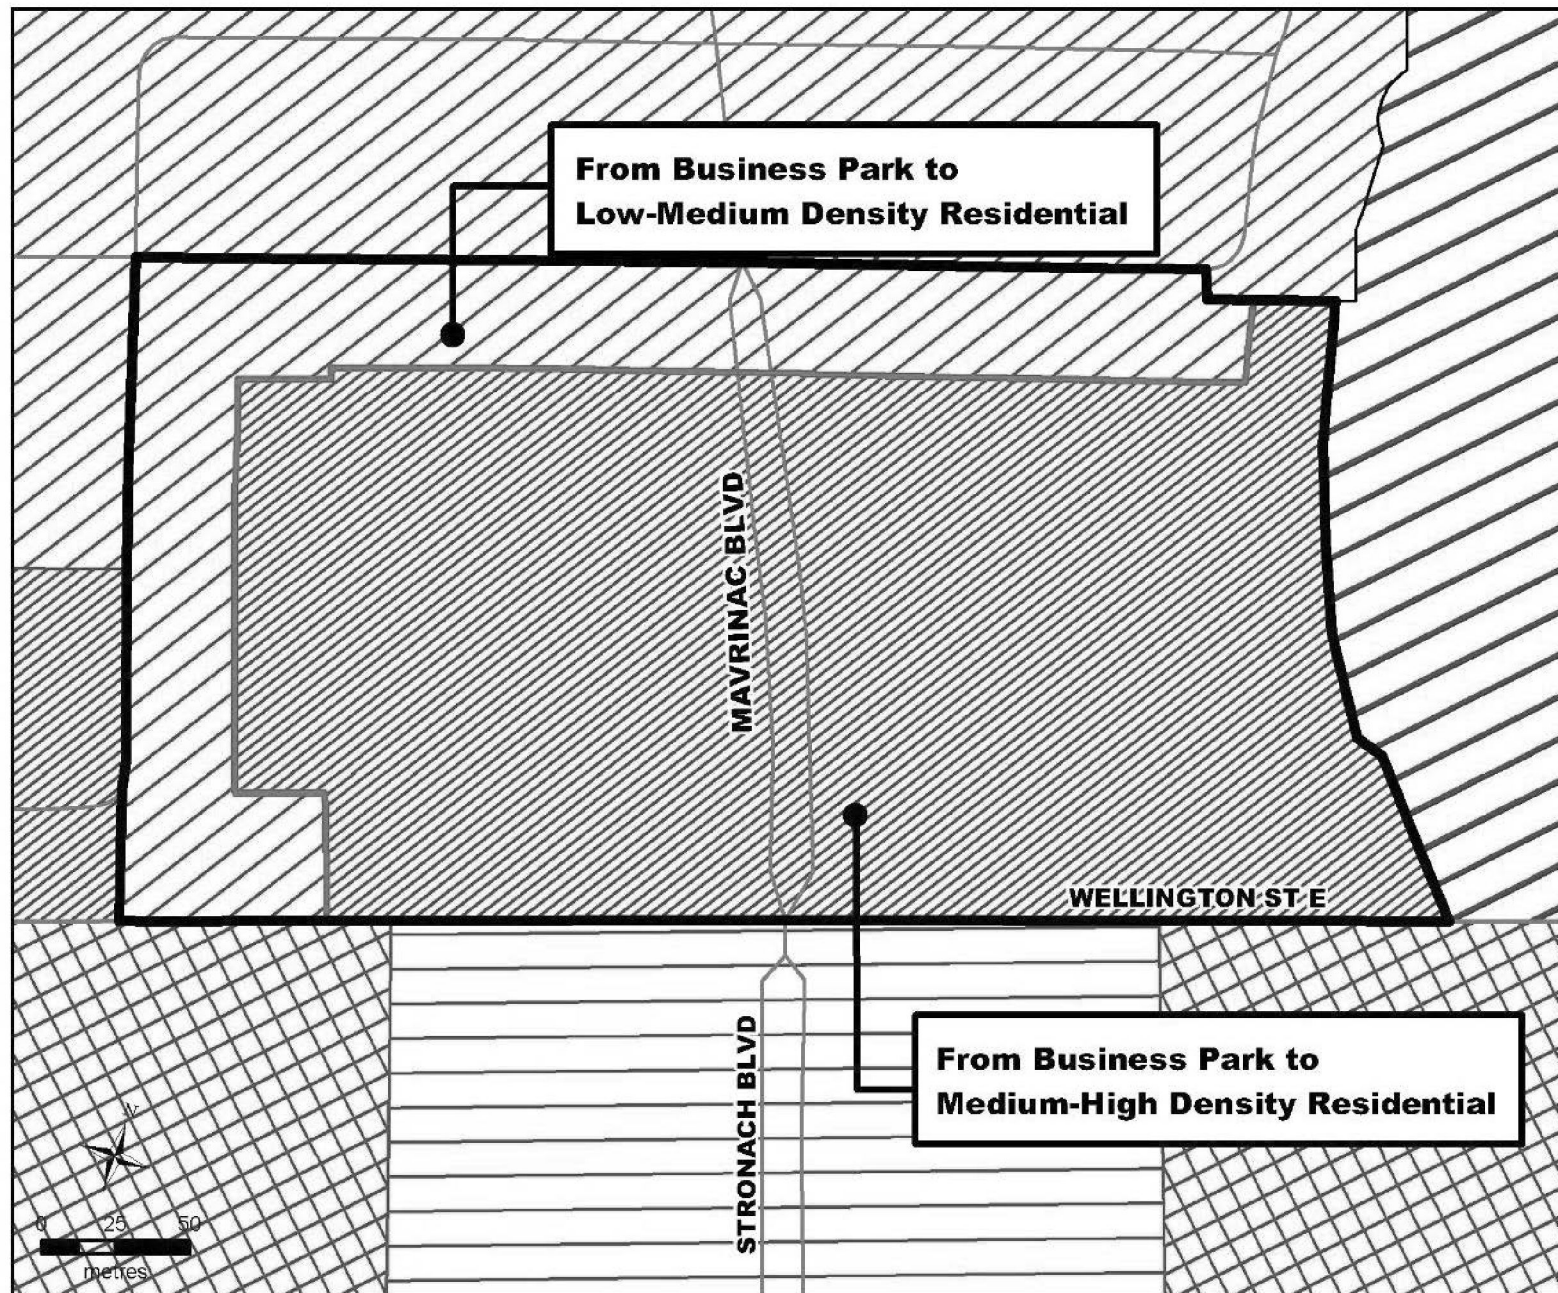 From Business Park to
Low-Medium Density Residential
MAVRINAC BLVD
WELLINGTON ST E
STRONACH BLVD
From Business Park to
Medium-High Density Residential
N
0 25 50
metres